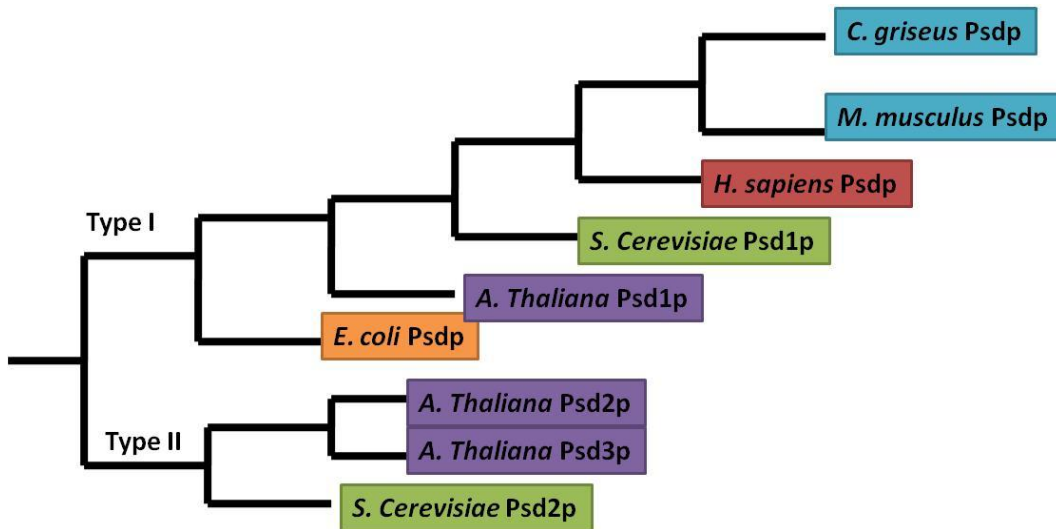 C. griseus Psdp
M. musculus Psdp
H. sapiens Psdp
Type I
S. Cerevisiae Psd1p
A. Thaliana Psd1p
E. coli Psdp
A. Thaliana Psd2p
Type II
A. Thaliana Psd3p
S. Cerevisiae Psd2p